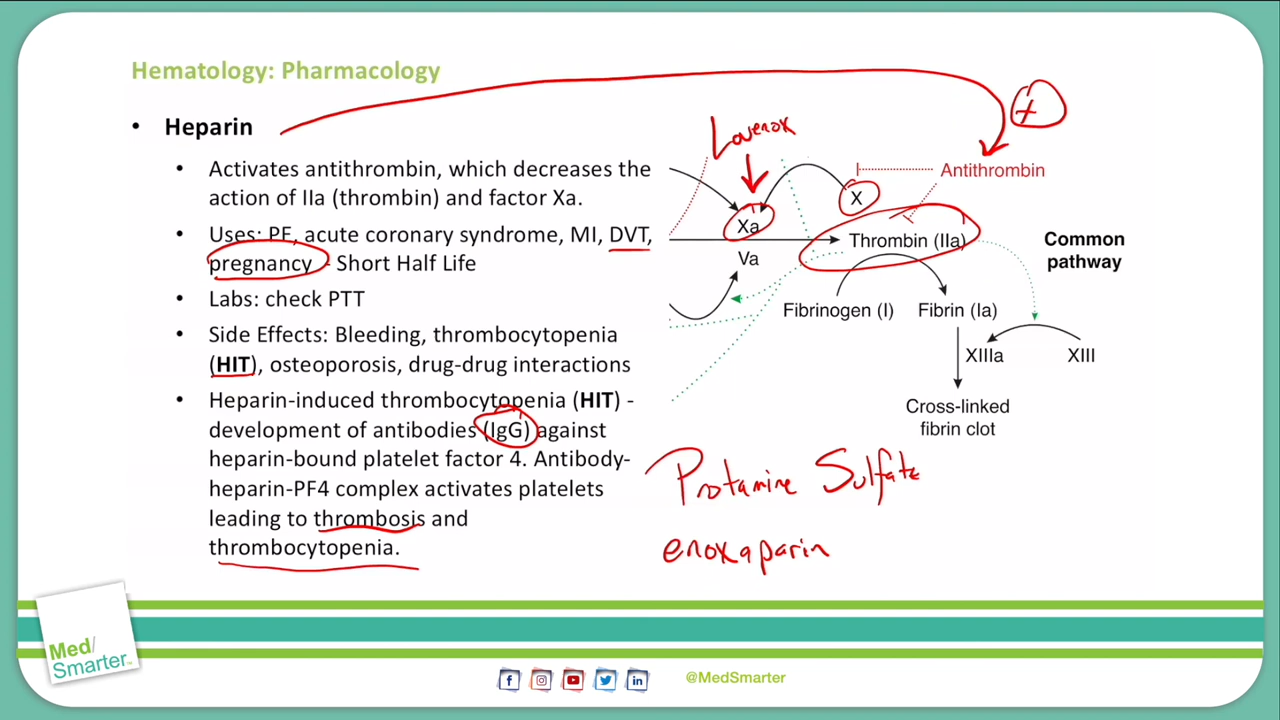 Hematology: Pharmacology
• Heparin
• Activates antithrombin, which decreases the
action of IIa (thrombin) and factor Xa.
• Uses: PE, acute coronary syndrome, MI, DVT,
pregnancy - Short Half Life
• Labs: check PTT
• Side Effects: Bleeding, thrombocytopenia
(HIT), osteoporosis, drug-drug interactions
• Heparin-induced thrombocytopenia (HIT) -
development of antibodies (IgG) against
heparin-bound platelet factor 4. Antibody-
heparin-PF4 complex activates platelets
leading to thrombosis and
thrombocytopenia.
+
Lovenox
Antithrombin
X
Xa
Thrombin (IIa)
Common
pathway
Va
Fibrinogen (I)
Fibrin (Ia)
XIIIa
XIII
Cross-linked
fibrin clot
Protamine Sulfate
enoxaparin
Med/
Smarter
@MedSmarter